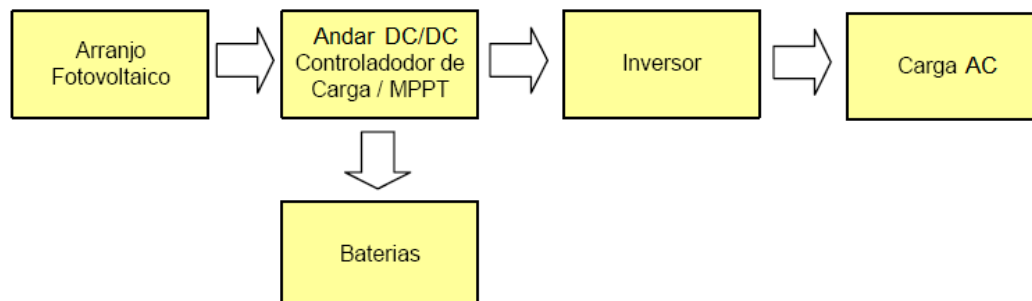 Arranjo
Fotovoltaico
Andar DC/DC
Controladodor de
Carga / MPPT
Inversor
Carga AC
Baterias